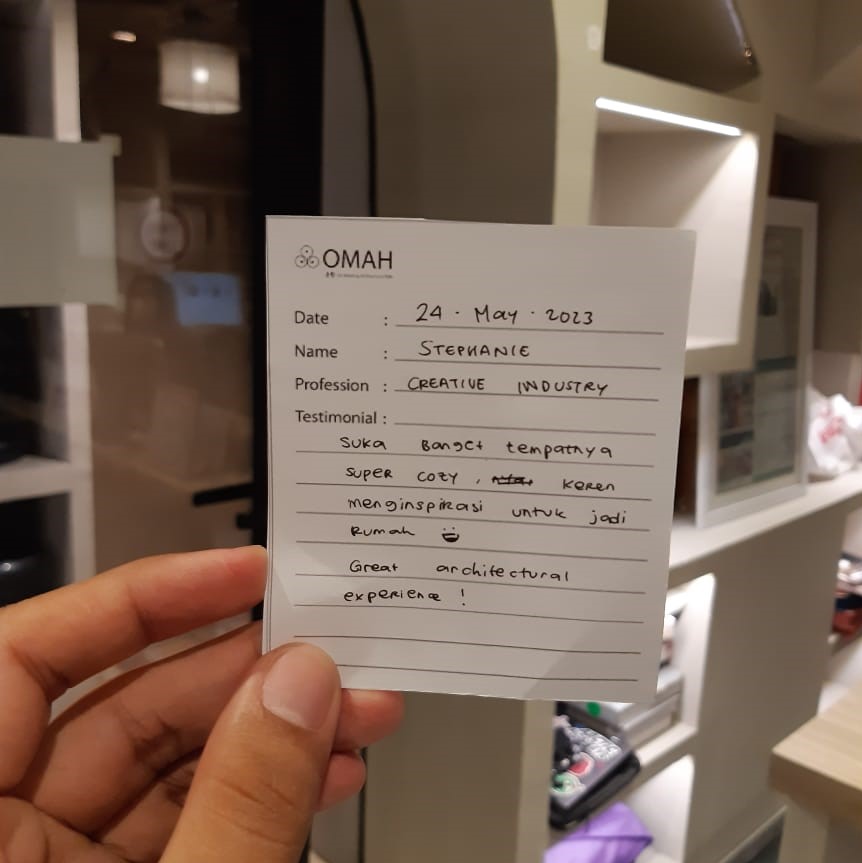 OMAH
Date : 24 · May · 2023
Name : STEPHANIE
Profession : CREATIVE INDUSTRY
Testimonial :
Suka Banget tempatnya
super cozy, keren
menginspirasi untuk jadi
Rumah
Great architectural
experience !